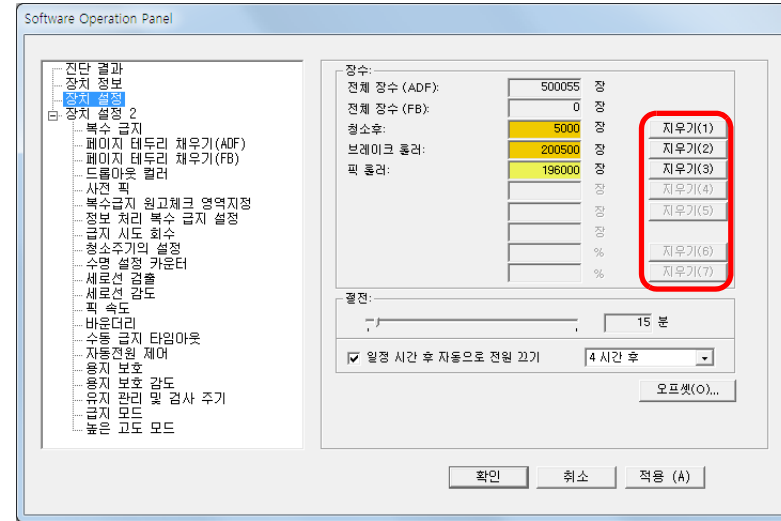 Software Operation Panel
진단 결과
장치 정보
장치 설정
장치 설정 2
복수 급지
페이지 테두리 채우기(ADF)
페이지 테두리 채우기(FB)
드롭아웃 컬러
사전 픽
복수급지 원고체크 영역지정
정보 처리 복수 급지 설정
급지 시도 회수
청소주기의 설정
수명 설정 카운터
세로선 검출
세로선 감도
픽 속도
바운더리
수동 급지 타임아웃
자동전원 제어
용지 보호
용지 보호 감도
유지 관리 및 검사 주기
급지 모드
높은 고도 모드
장수:
전체 장수 (ADF): 500055 장
전체 장수 (FB): 0 장
청소후: 5000 장 지우기(1)
브레이크 롤러: 200500 장 지우기(2)
픽 롤러: 196000 장 지우기(3)
장 지우기(4)
장 지우기(5)
장
% 지우기(6)
% 지우기(7)
절전:
15 분
일정 시간 후 자동으로 전원 끄기 4 시간 후
오프셋(O)...
확인 취소 적용 (A)